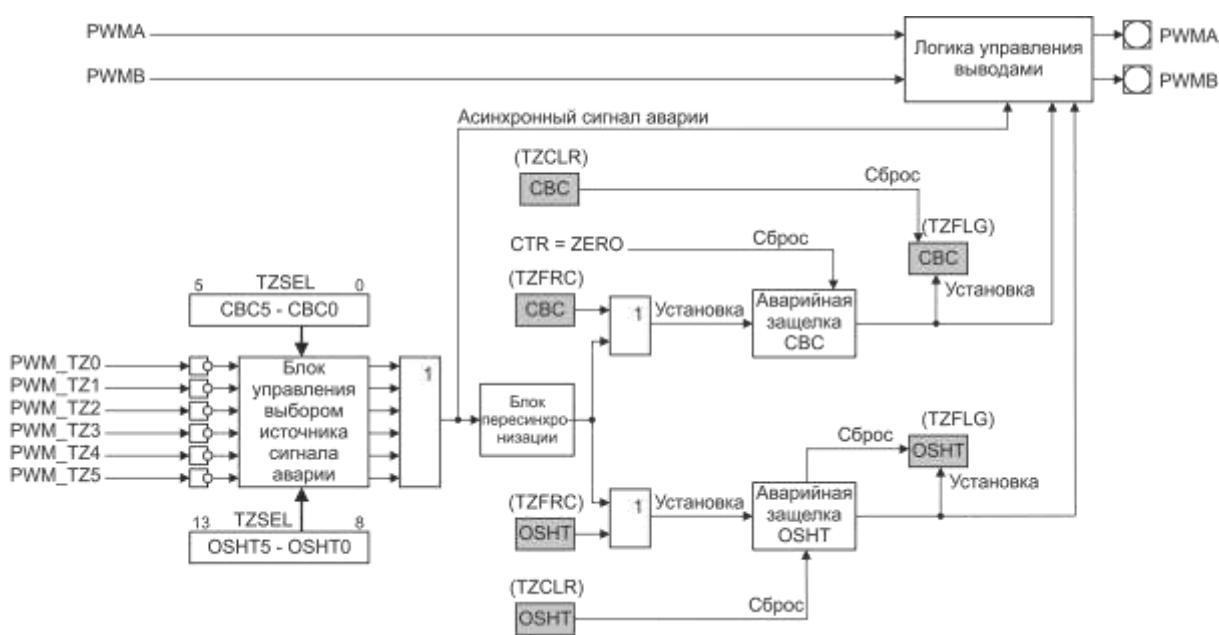 PWMA
PWMB
Логика управления
выводами
PWMA
PWMB
Асинхронный сигнал аварии
(TZCLR)
CBC
Сброс
CTR = ZERO
Сброс
(TZFLG)
CBC
Установка
(TZFRC)
CBC
1
Установка
Аварийная
защелка
CBC
5 TZSEL 0
CBC5 - CBC0
PWM_TZ0
PWM_TZ1
PWM_TZ2
PWM_TZ3
PWM_TZ4
PWM_TZ5
Блок
управления
выбором
источника
сигнала
аварии
1
Блок
пересинхро-
низации
13 TZSEL 8
OSHT5 - OSHT0
(TZFRC)
OSHT
1
Установка
Аварийная
защелка
OSHT
Сброс
(TZFLG)
OSHT
Установка
(TZCLR)
OSHT
Сброс